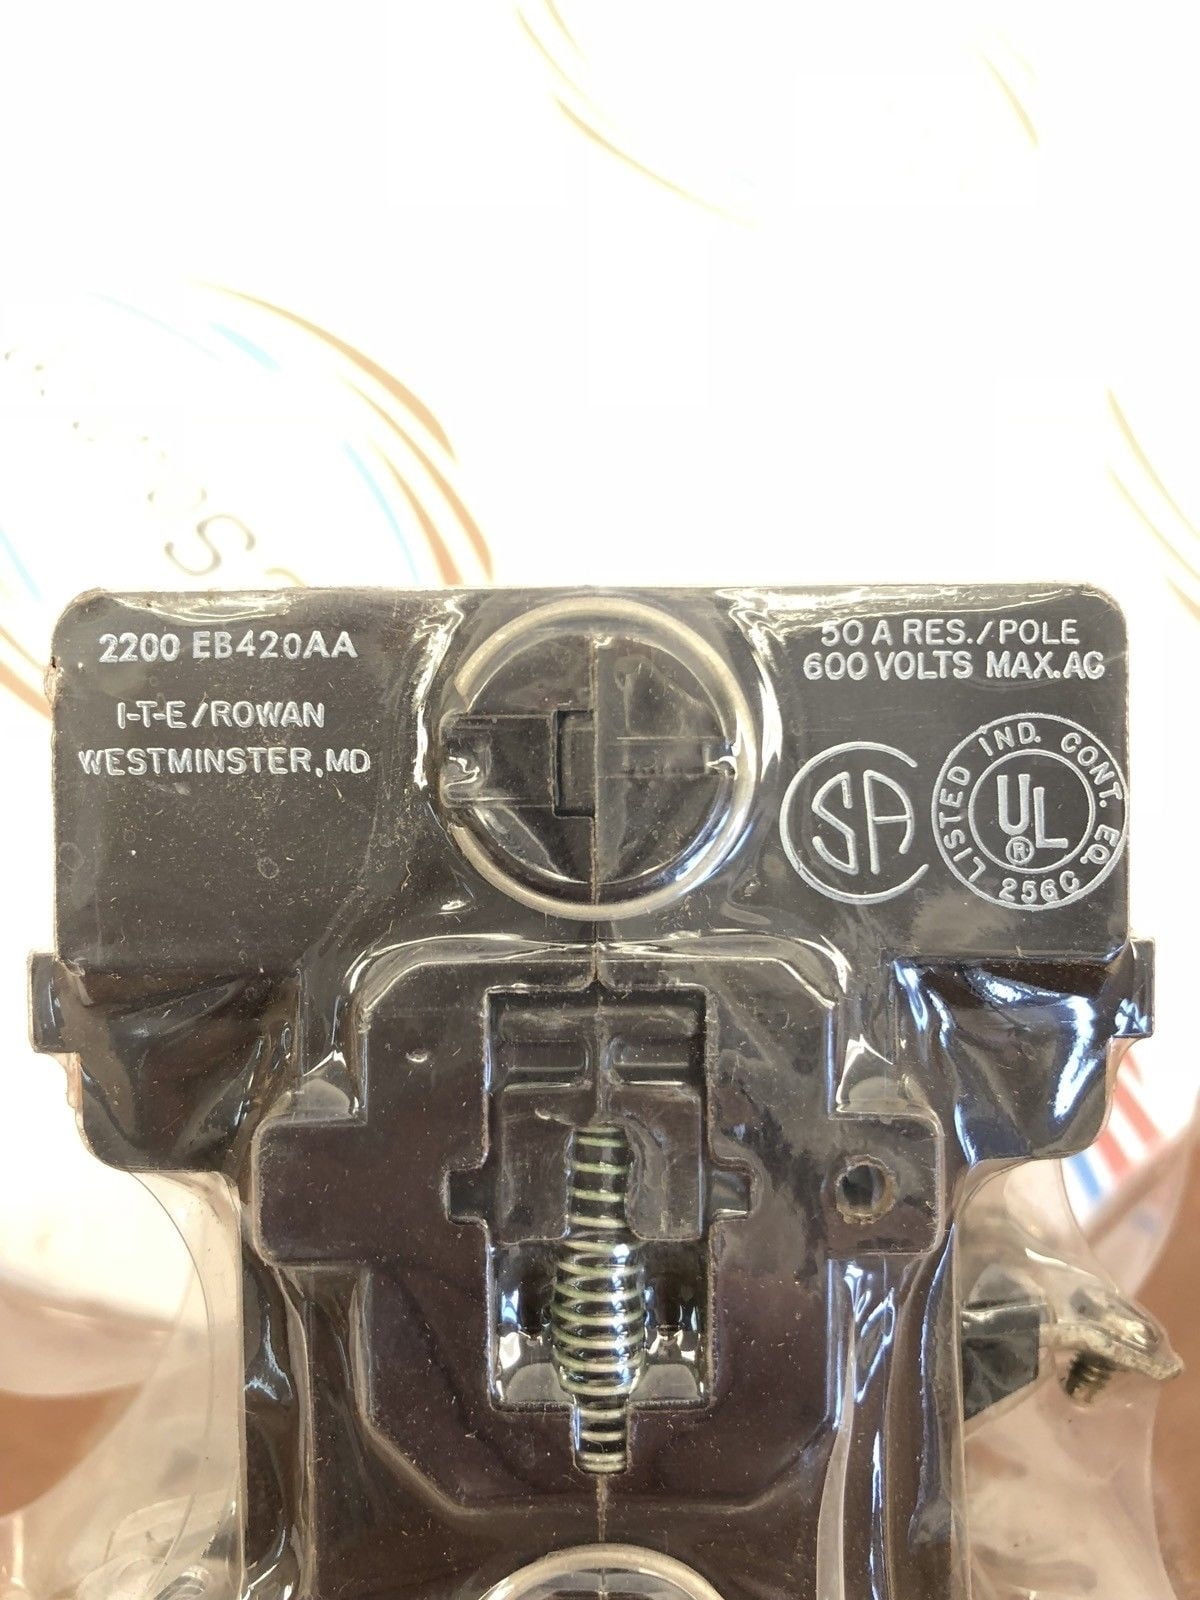 2200 EB420AA
I-T-E/ROWAN
WESTMINSTER, MD
50 A RES./POLE
600 VOLTS MAX. AC
SA
LISTED IND. CONT. EQ.
UL
®
256C